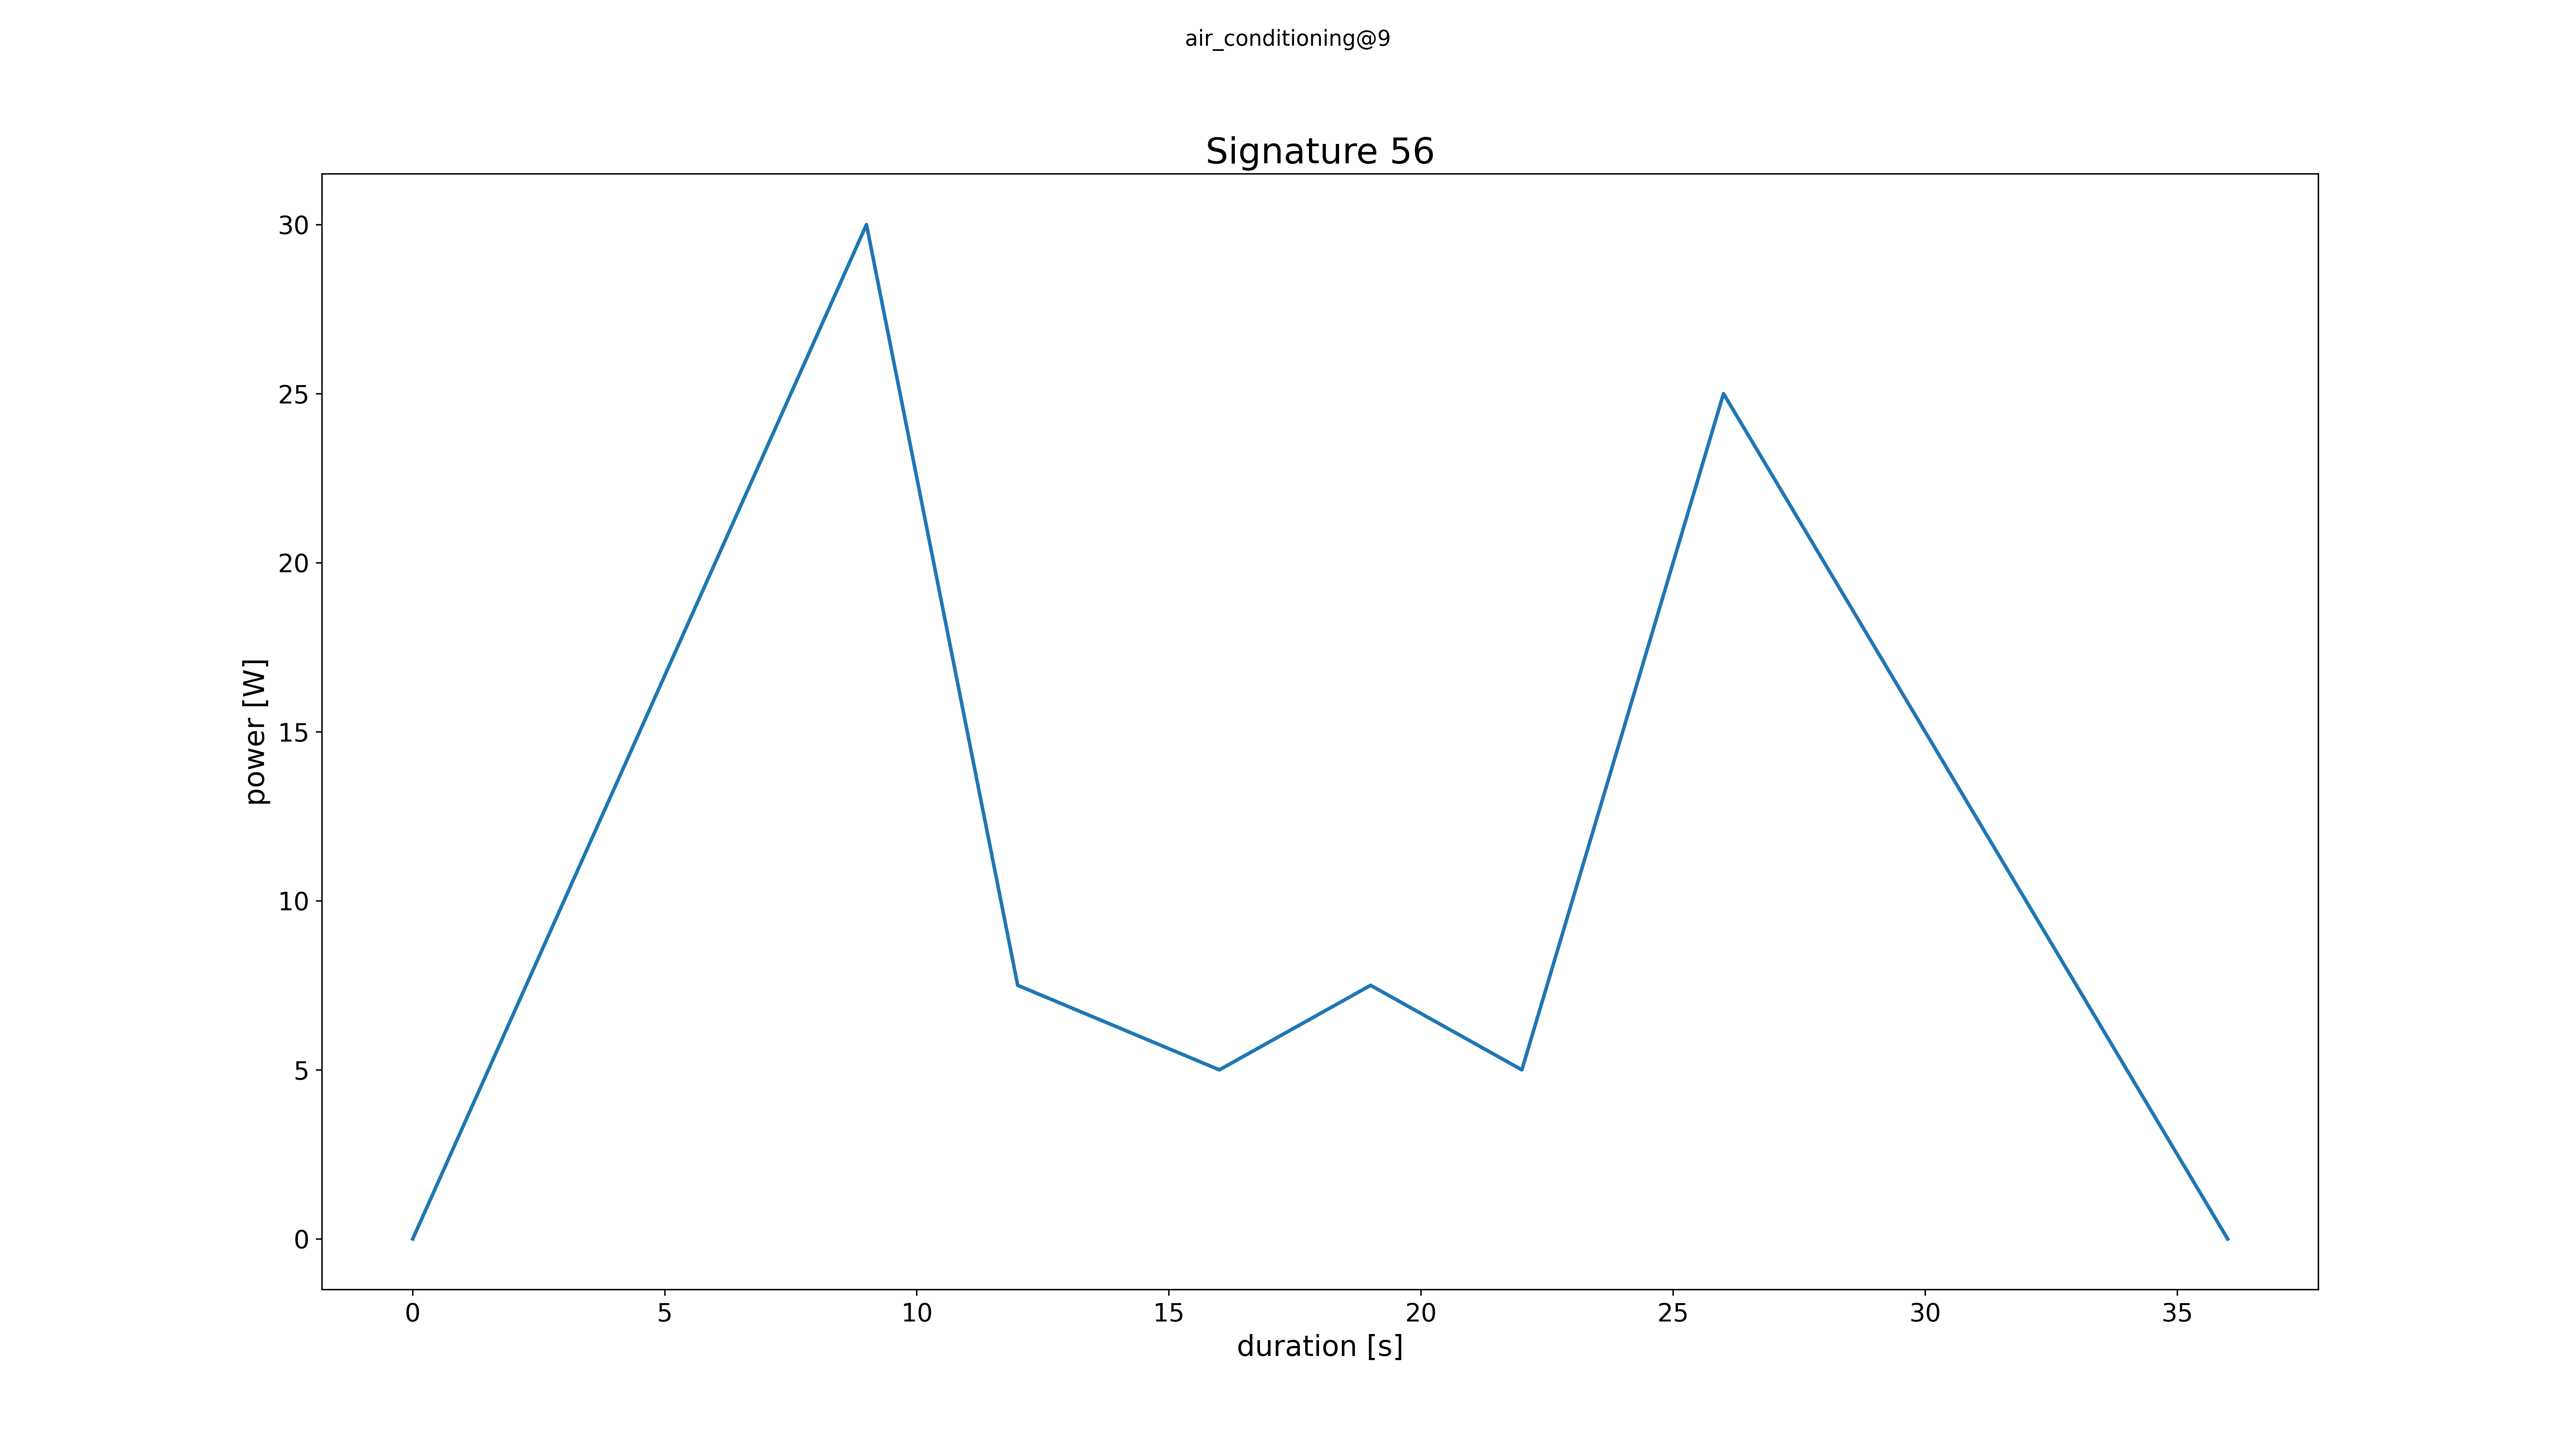 air_conditioning@9
Signature 56
power [W]
30
25
20
15
10
5
0
0 5 10 15 20 25 30 35
duration [s]